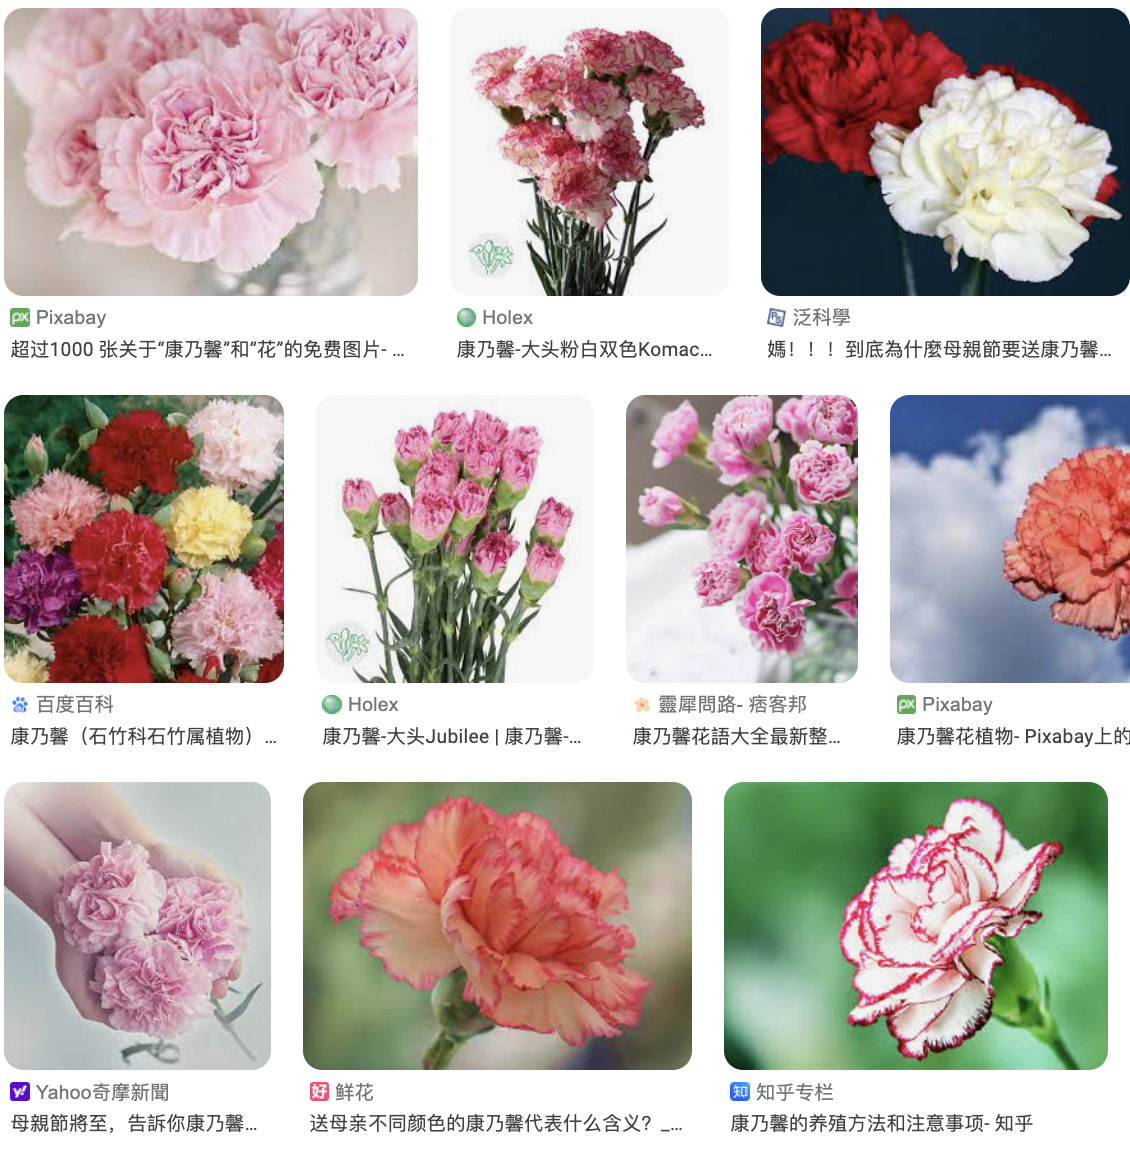 Pixabay
超过1000 张关于“康乃馨”和“花”的免费图片- ...
Holex
康乃馨-大头粉白双色Komac...
泛科學
媽！！！到底為什麼母親節要送康乃馨...
百度百科
康乃馨（石竹科石竹属植物）...
Holex
康乃馨-大头Jubilee | 康乃馨-...
靈犀問路- 痞客邦
康乃馨花語大全最新整...
Pixabay
康乃馨花植物- Pixabay上的
Yahoo奇摩新聞
母親節將至，告訴你康乃馨...
鲜花
送母亲不同颜色的康乃馨代表什么含义？_...
知乎专栏
康乃馨的养殖方法和注意事项- 知乎